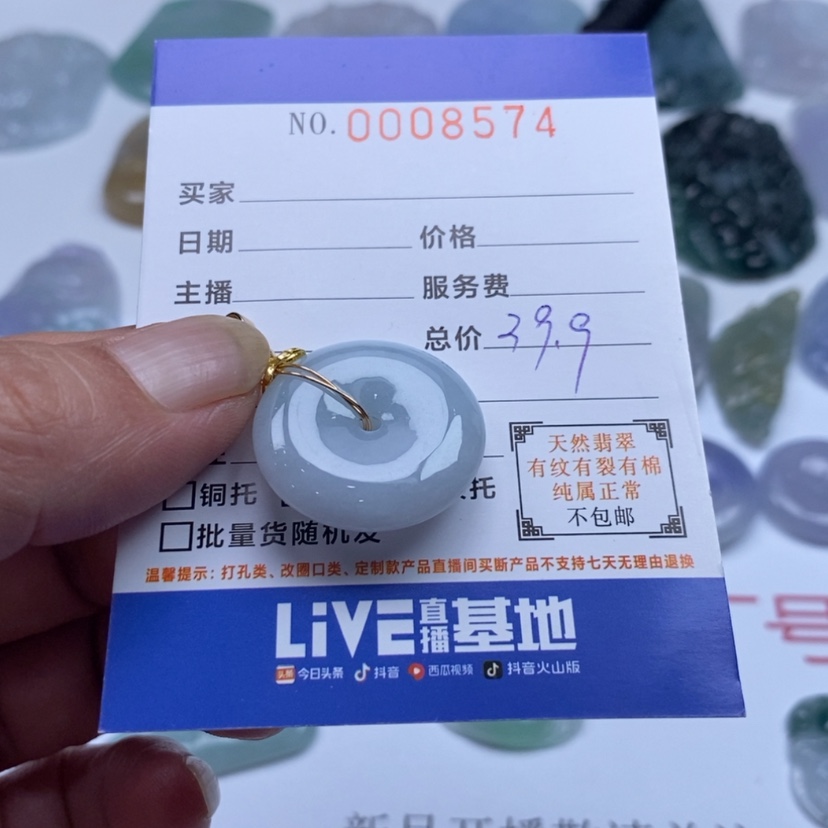 NO. 0008574
买家
日期 价格
主播 服务费
总价 39.9
铜托 托
批量货随机发
天然翡翠
有纹有裂有棉
纯属正常
不包邮
温馨提示：打孔类、改圈口类、定制款产品直播间买断产品不支持七天无理由退换
LiVE直播基地
头条 今日头条 抖音 西瓜视频 抖音火山版
号